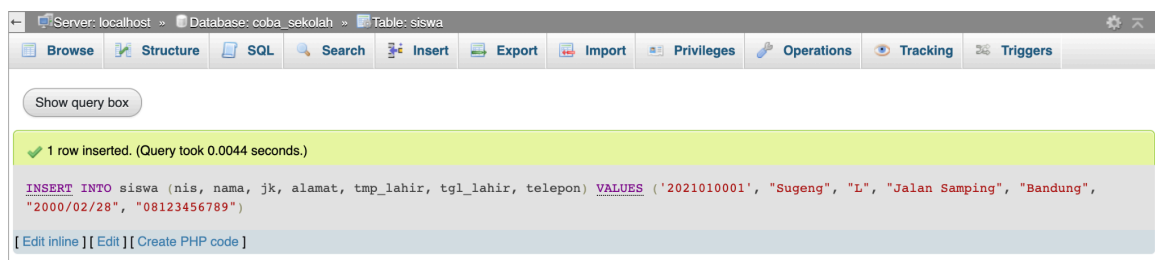 Server: localhost » Database: coba_sekolah » Table: siswa
Browse Structure SQL Search Insert Export Import Privileges Operations Tracking Triggers
Show query box
1 row inserted. (Query took 0.0044 seconds.)
INSERT INTO siswa (nis, nama, jk, alamat, tmp_lahir, tgl_lahir, telepon) VALUES ('2021010001', "Sugeng", "L", "Jalan Samping", "Bandung",
"2000/02/28", "08123456789")
[ Edit inline ] [ Edit ] [ Create PHP code ]